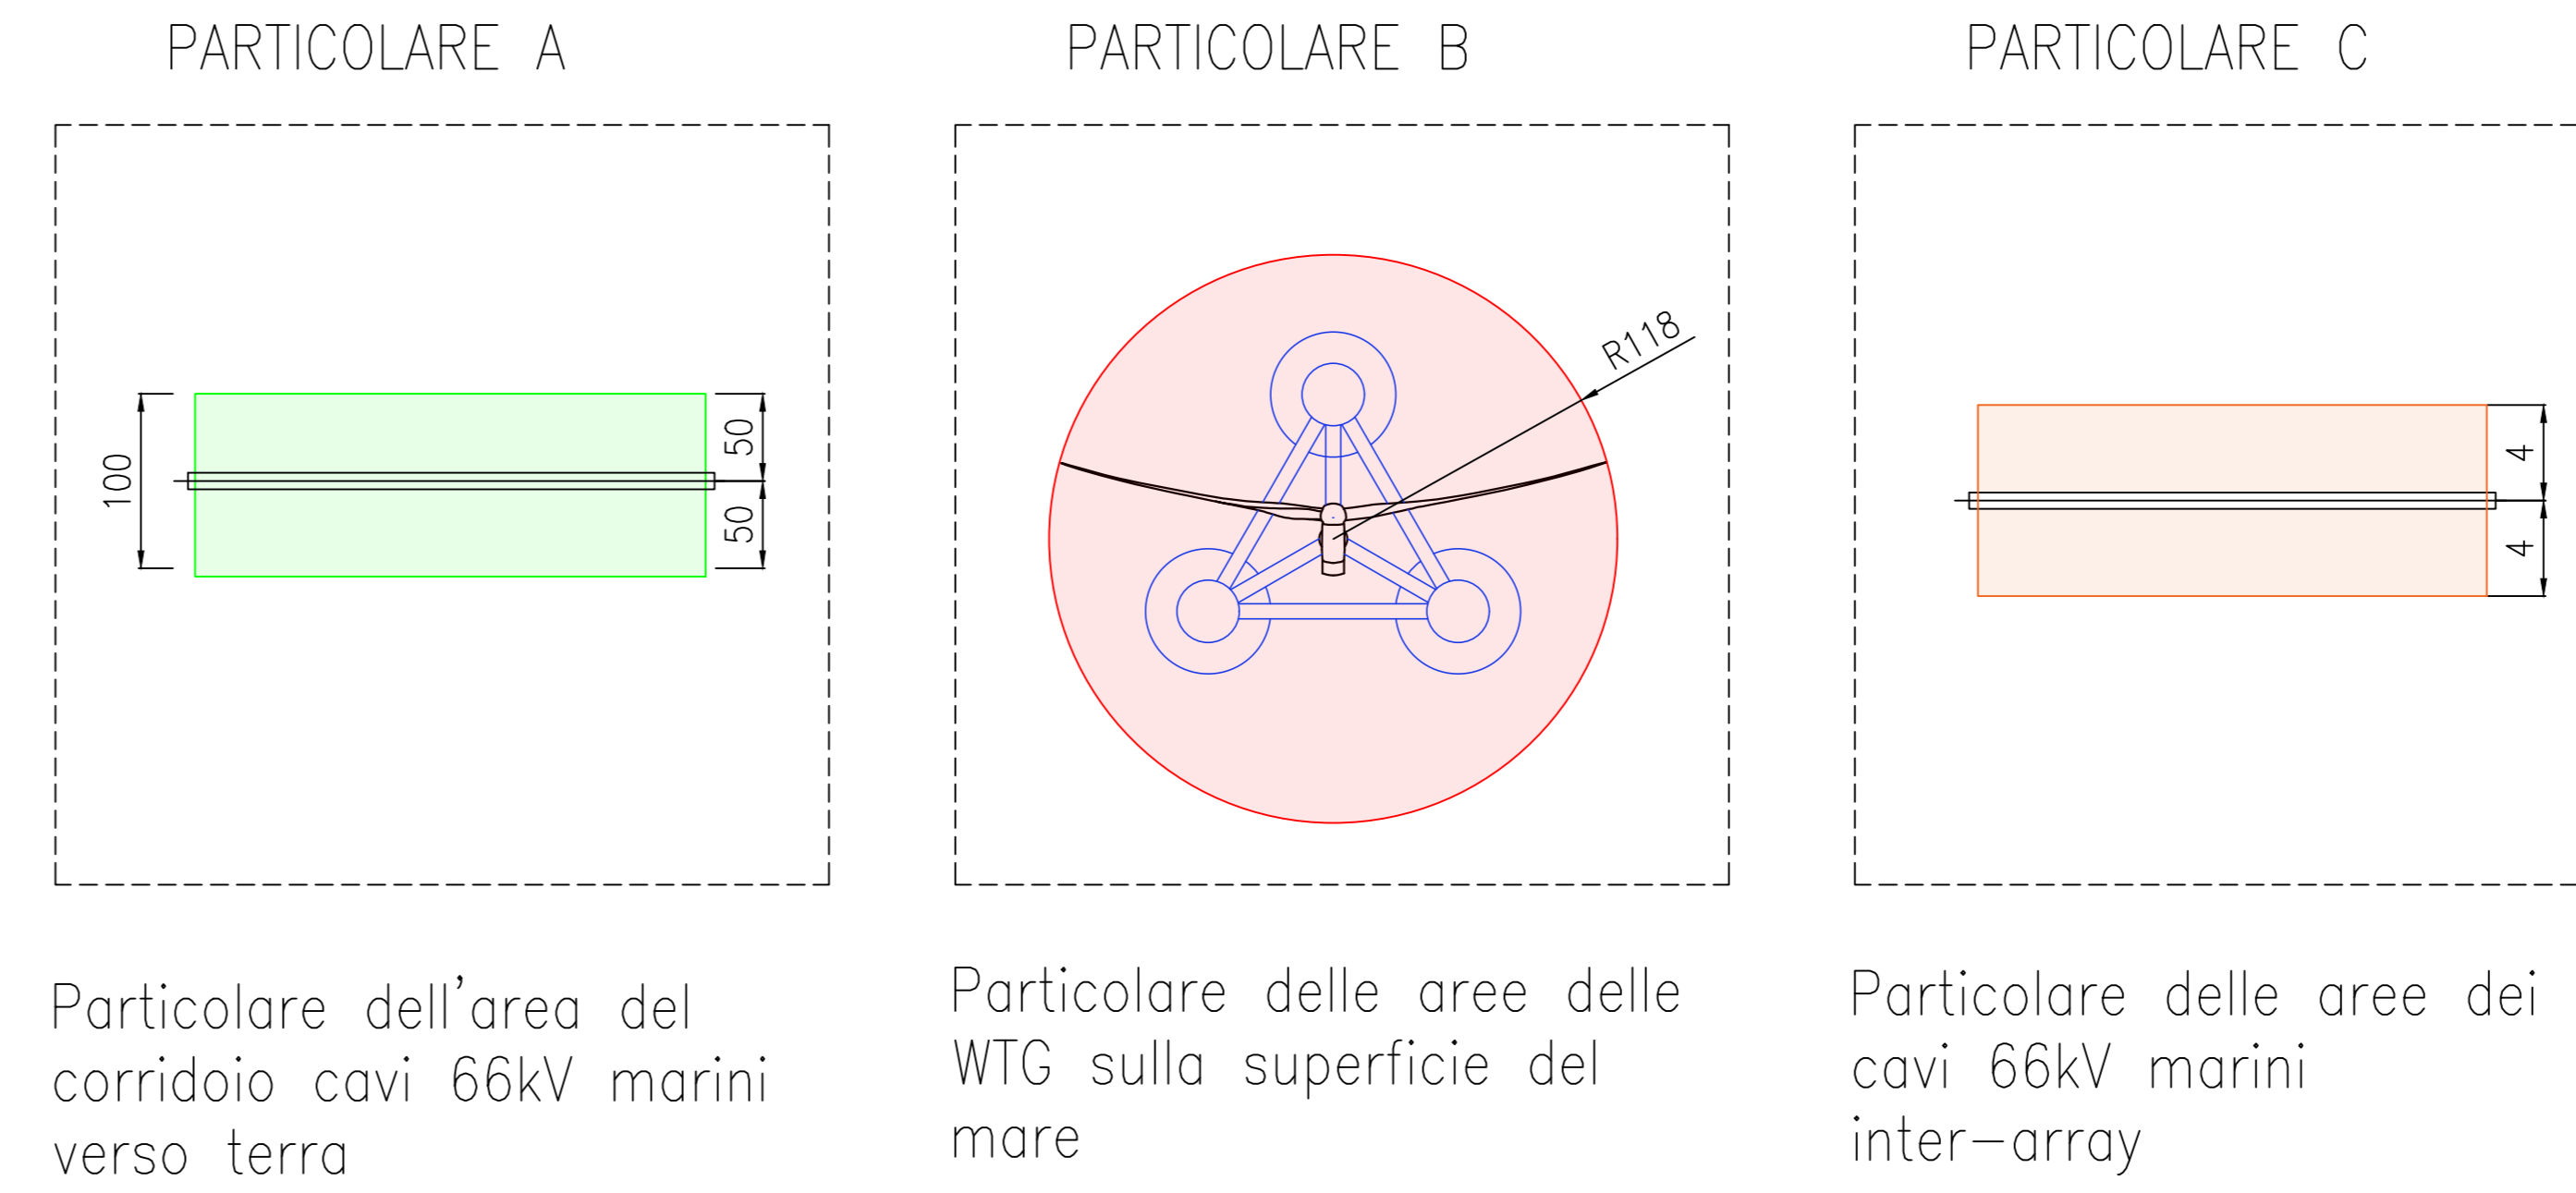 PARTICOLARE A
100
50
50
Particolare dell'area del
corridoio cavi 66kV marini
verso terra
PARTICOLARE B
R118
Particolare delle aree delle
WTG sulla superficie del
mare
PARTICOLARE C
4
4
Particolare delle aree dei
cavi 66kV marini
inter-array